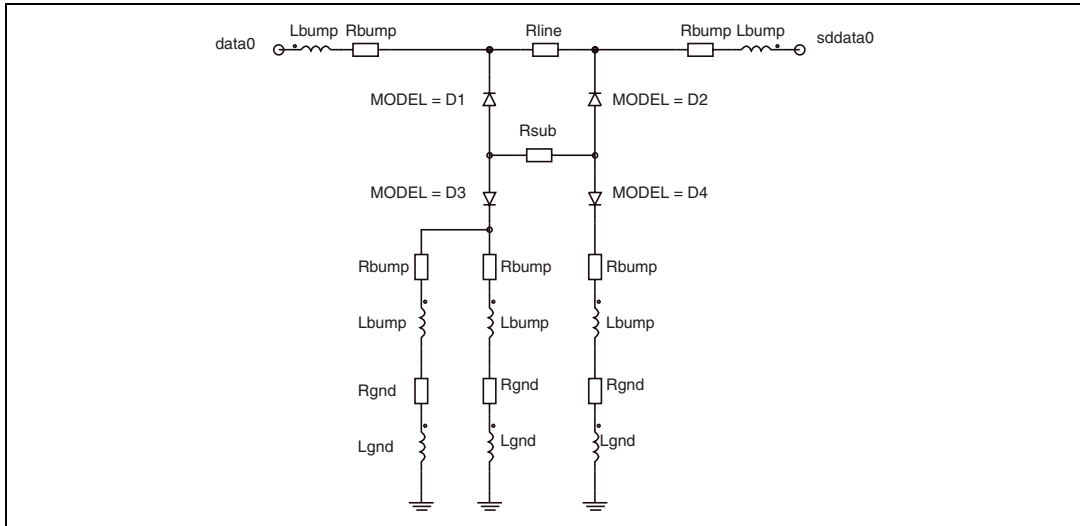 Lbump Rbump Rline Rbump Lbump
data0 sddata0
MODEL = D1 MODEL = D2
Rsub
MODEL = D3 MODEL = D4
Rbump Rbump Rbump
Lbump Lbump Lbump
Rgnd Rgnd Rgnd
Lgnd Lgnd Lgnd